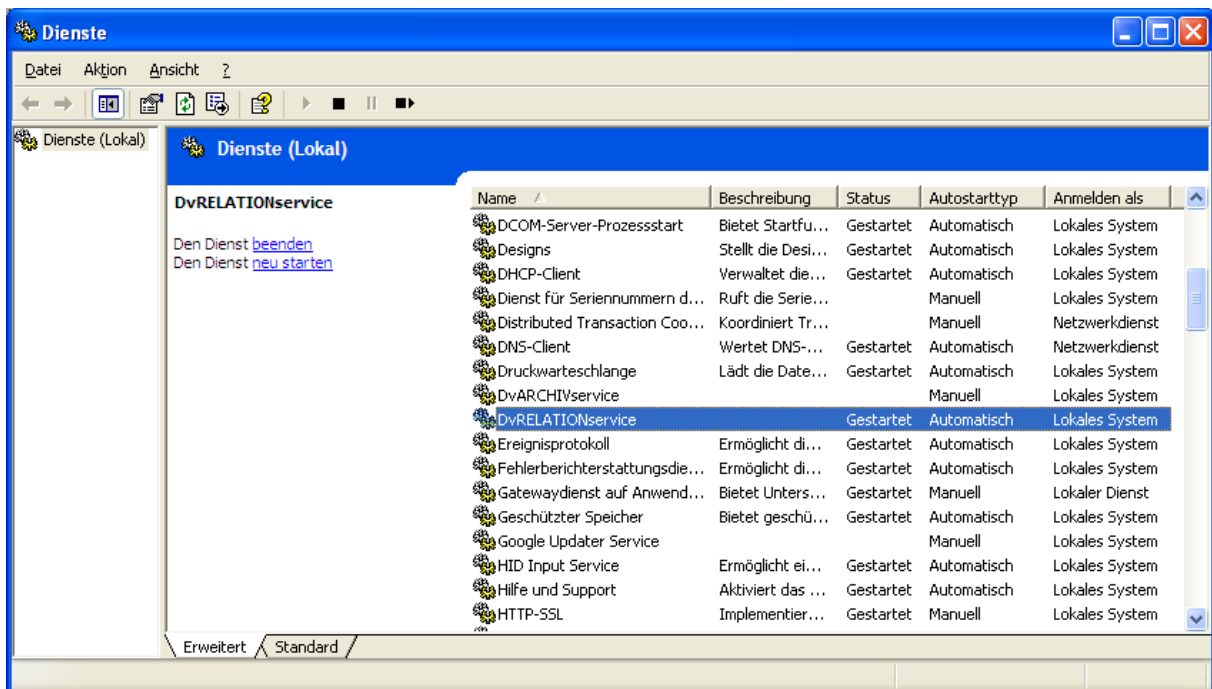 Dienste
Datei Aktion Ansicht ?
Dienste (Lokal)
Dienste (Lokal)
DvRELATIONservice
Den Dienst beenden
Den Dienst neu starten
Name Beschreibung Status Autostarttyp Anmelden als
DCOM-Server-Prozessstart Bietet Startfu... Gestartet Automatisch Lokales System
Designs Stellt die Desi... Gestartet Automatisch Lokales System
DHCP-Client Verwaltet die... Gestartet Automatisch Lokales System
Dienst für Seriennummern d... Ruft die Serie... Manuell Lokales System
Distributed Transaction Coo... Koordiniert Tr... Manuell Netzwerkdienst
DNS-Client Wertet DNS-... Gestartet Automatisch Netzwerkdienst
Druckwarteschlange Lädt die Date... Gestartet Automatisch Lokales System
DvARCHIVservice Manuell Lokales System
DvRELATIONservice Gestartet Automatisch Lokales System
Ereignisprotokoll Ermöglicht di... Gestartet Automatisch Lokales System
Fehlerberichterstattungsdie... Ermöglicht di... Gestartet Automatisch Lokales System
Gatewaydienst auf Anwend... Bietet Unters... Gestartet Manuell Lokaler Dienst
Geschützter Speicher Bietet geschü... Gestartet Automatisch Lokales System
Google Updater Service Manuell Lokales System
HID Input Service Ermöglicht ei... Gestartet Automatisch Lokales System
Hilfe und Support Aktiviert das ... Gestartet Automatisch Lokales System
HTTP-SSL Implementier... Gestartet Manuell Lokales System
Erweitert Standard